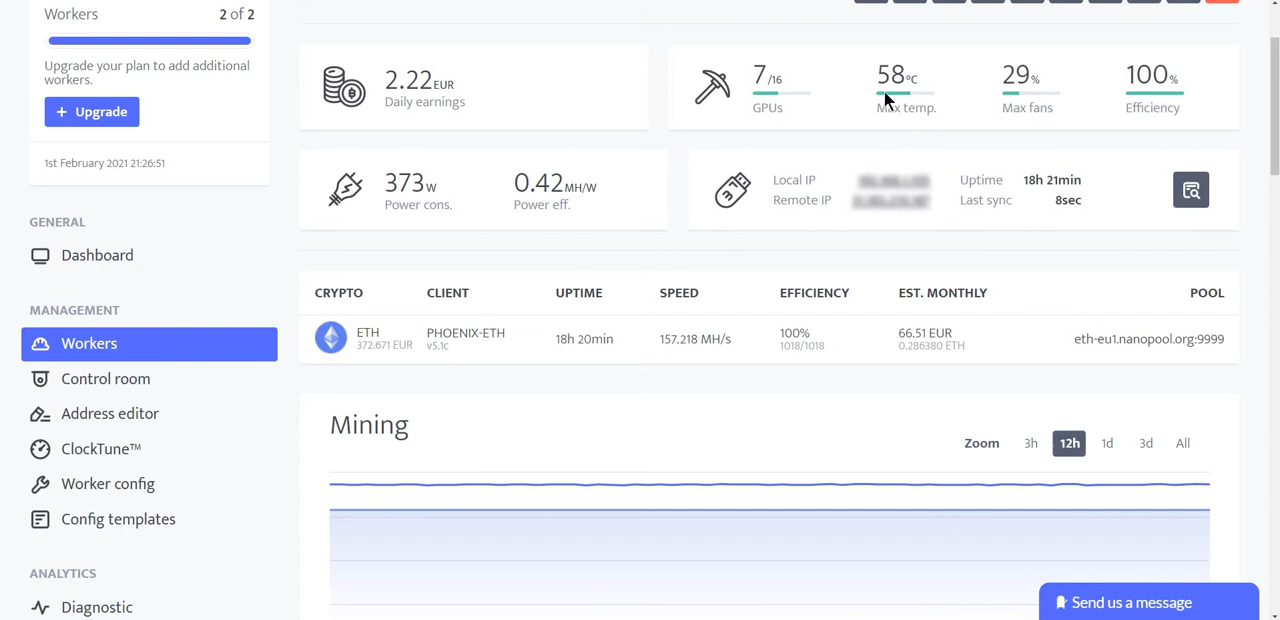 Workers 2 of 2
Upgrade your plan to add additional
workers.
+ Upgrade
1st February 2021 21:26:51
GENERAL
Dashboard
MANAGEMENT
Workers
Control room
Address editor
ClockTune™
Worker config
Config templates
ANALYTICS
Diagnostic
2.22 EUR
Daily earnings
7/16
GPUs
58°C
Max temp.
29%
Max fans
100%
Efficiency
373 W
Power cons.
0.42 MH/W
Power eff.
Local IP
Remote IP
Uptime 18h 21min
Last sync 8sec
CRYPTO CLIENT UPTIME SPEED EFFICIENCY EST. MONTHLY POOL
ETH PHOENIX-ETH 18h 20min 157.218 MH/s 100% 66.51 EUR eth-eu1.nanopool.org:9999
372.671 EUR v5.1c 1018/1018 0.286380 ETH
Mining
Zoom 3h 12h 1d 3d All
Send us a message